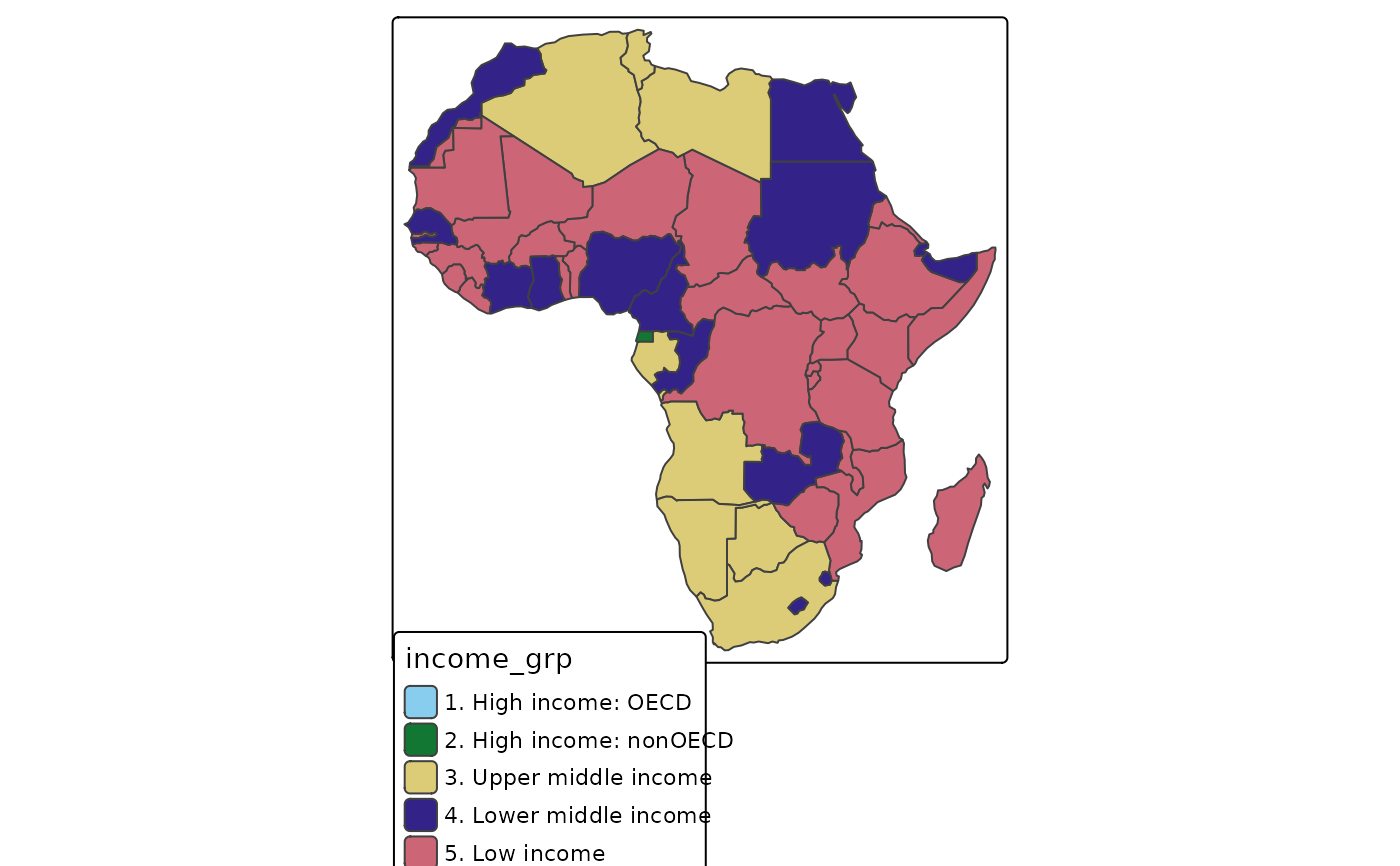 income_grp
1. High income: OECD
2. High income: nonOECD
3. Upper middle income
4. Lower middle income
5. Low income